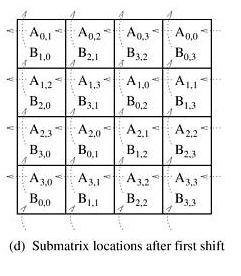 A0,1 A0,2 A0,3 A0,0
B1,0 B2,1 B3,2 B0,3
A1,2 A1,3 A1,0 A1,1
B2,0 B3,1 B0,2 B1,3
A2,3 A2,0 A2,1 A2,2
B3,0 B0,1 B1,2 B2,3
A3,0 A3,1 A3,2 A3,3
B0,0 B1,1 B2,2 B3,3
(d) Submatrix locations after first shift